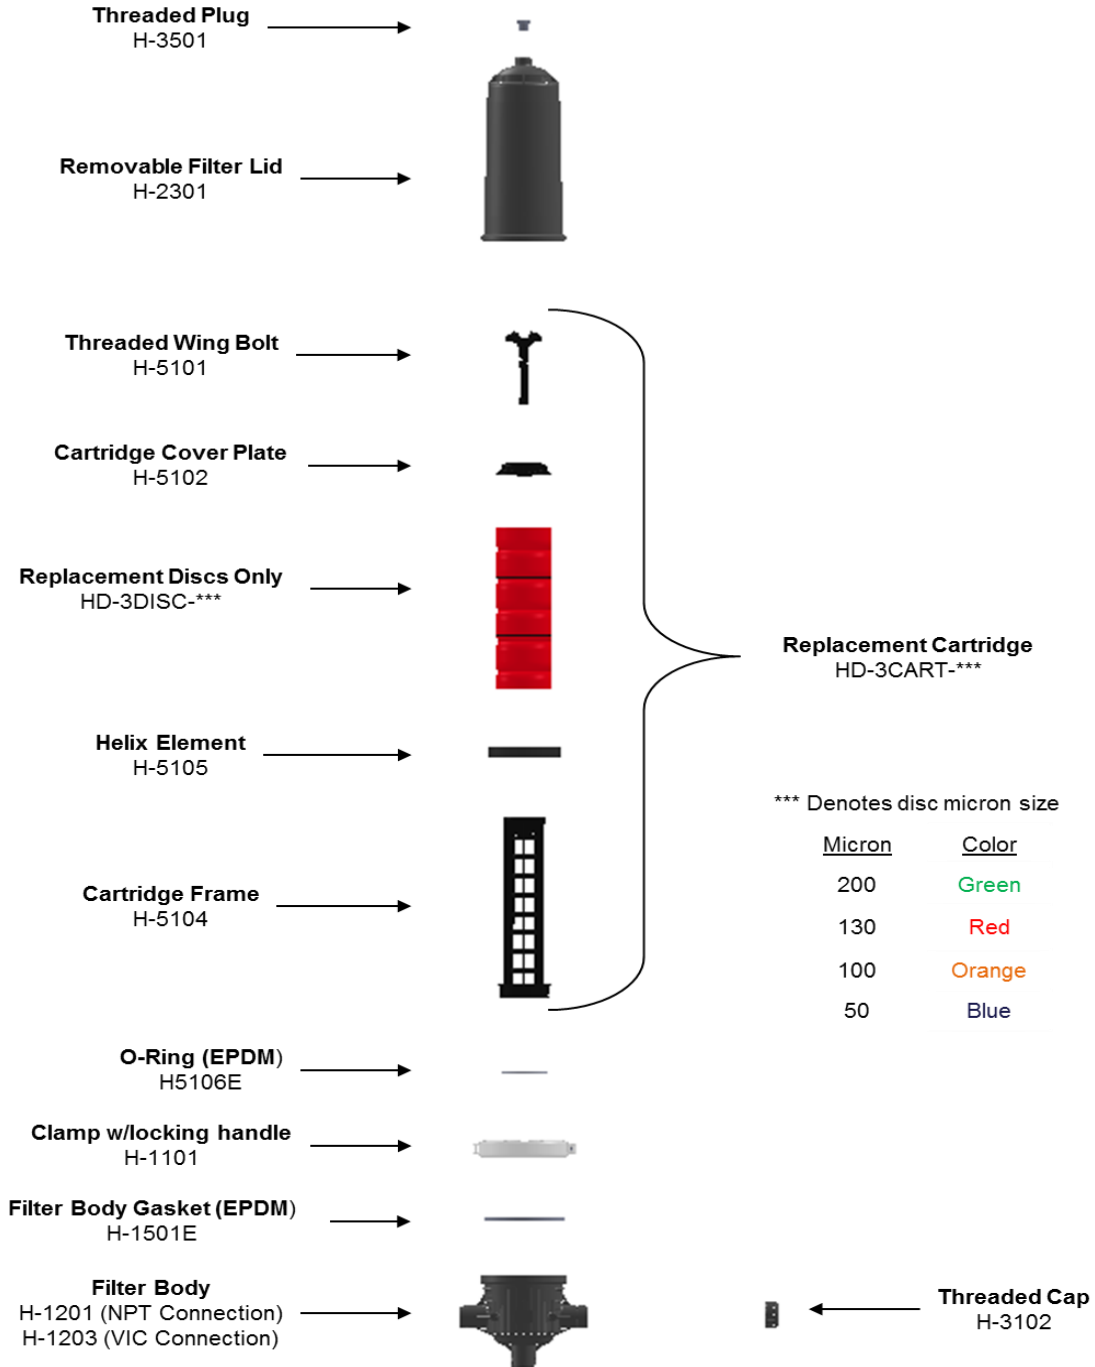 Threaded Plug
H-3501
Removable Filter Lid
H-2301
Threaded Wing Bolt
H-5101
Cartridge Cover Plate
H-5102
Replacement Discs Only
HD-3DISC-***
Replacement Cartridge
HD-3CART-***
Helix Element
H-5105
*** Denotes disc micron size
Micron Color
200 Green
130 Red
100 Orange
50 Blue
Cartridge Frame
H-5104
O-Ring (EPDM)
H5106E
Clamp w/locking handle
H-1101
Filter Body Gasket (EPDM)
H-1501E
Filter Body
H-1201 (NPT Connection)
H-1203 (VIC Connection)
Threaded Cap
H-3102